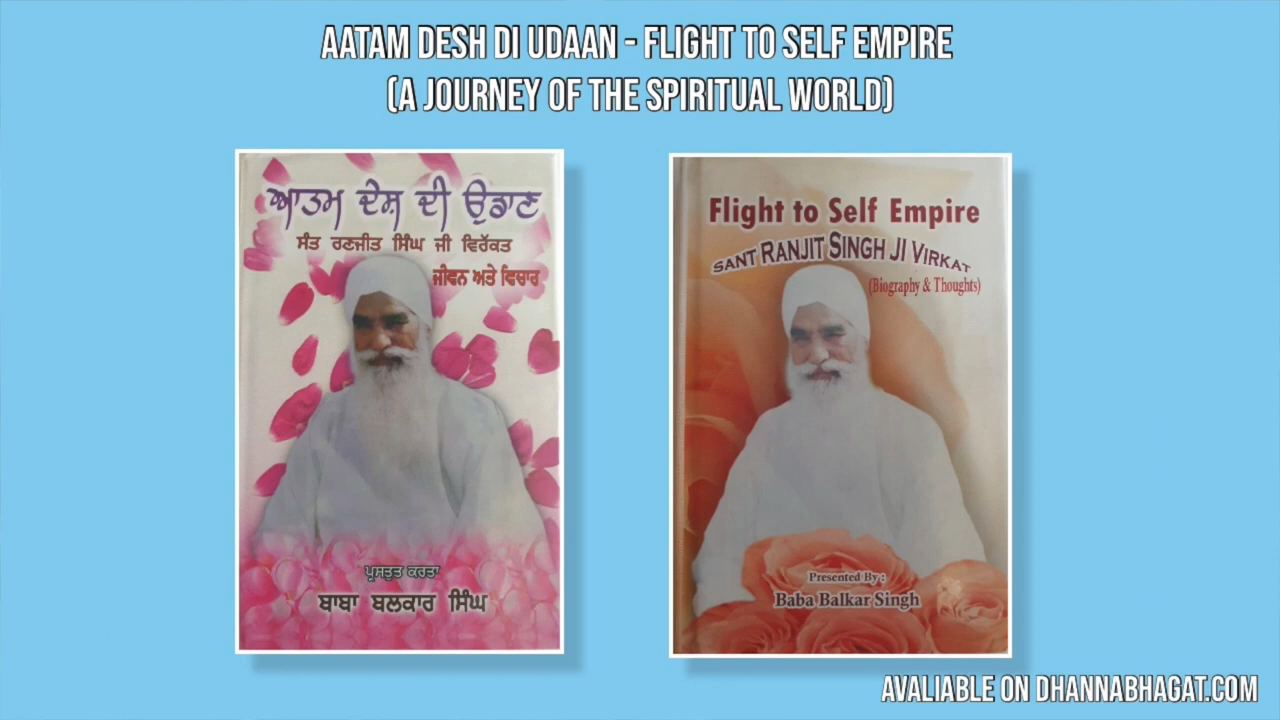 AATAM DESH DI UDAAN - FLIGHT TO SELF EMPIRE
(A JOURNEY OF THE SPIRITUAL WORLD)
ਆਤਮ ਦੇਸ਼ ਦੀ ਉਡਾਣ
ਸੰਤ ਰਣਜੀਤ ਸਿੰਘ ਜੀ ਵਿਰੱਕਤ
ਜੀਵਨ ਅਤੇ ਵਿਚਾਰ
ਪ੍ਰਸਤੁਤ ਕਰਤਾ
ਬਾਬਾ ਬਲਕਾਰ ਸਿੰਘ
Flight to Self Empire
SANT RANJIT SINGH JI VIRKAT
(Biography & Thoughts)
Presented By :
Baba Balkar Singh
AVALIABLE ON DHANNABHAGAT.COM